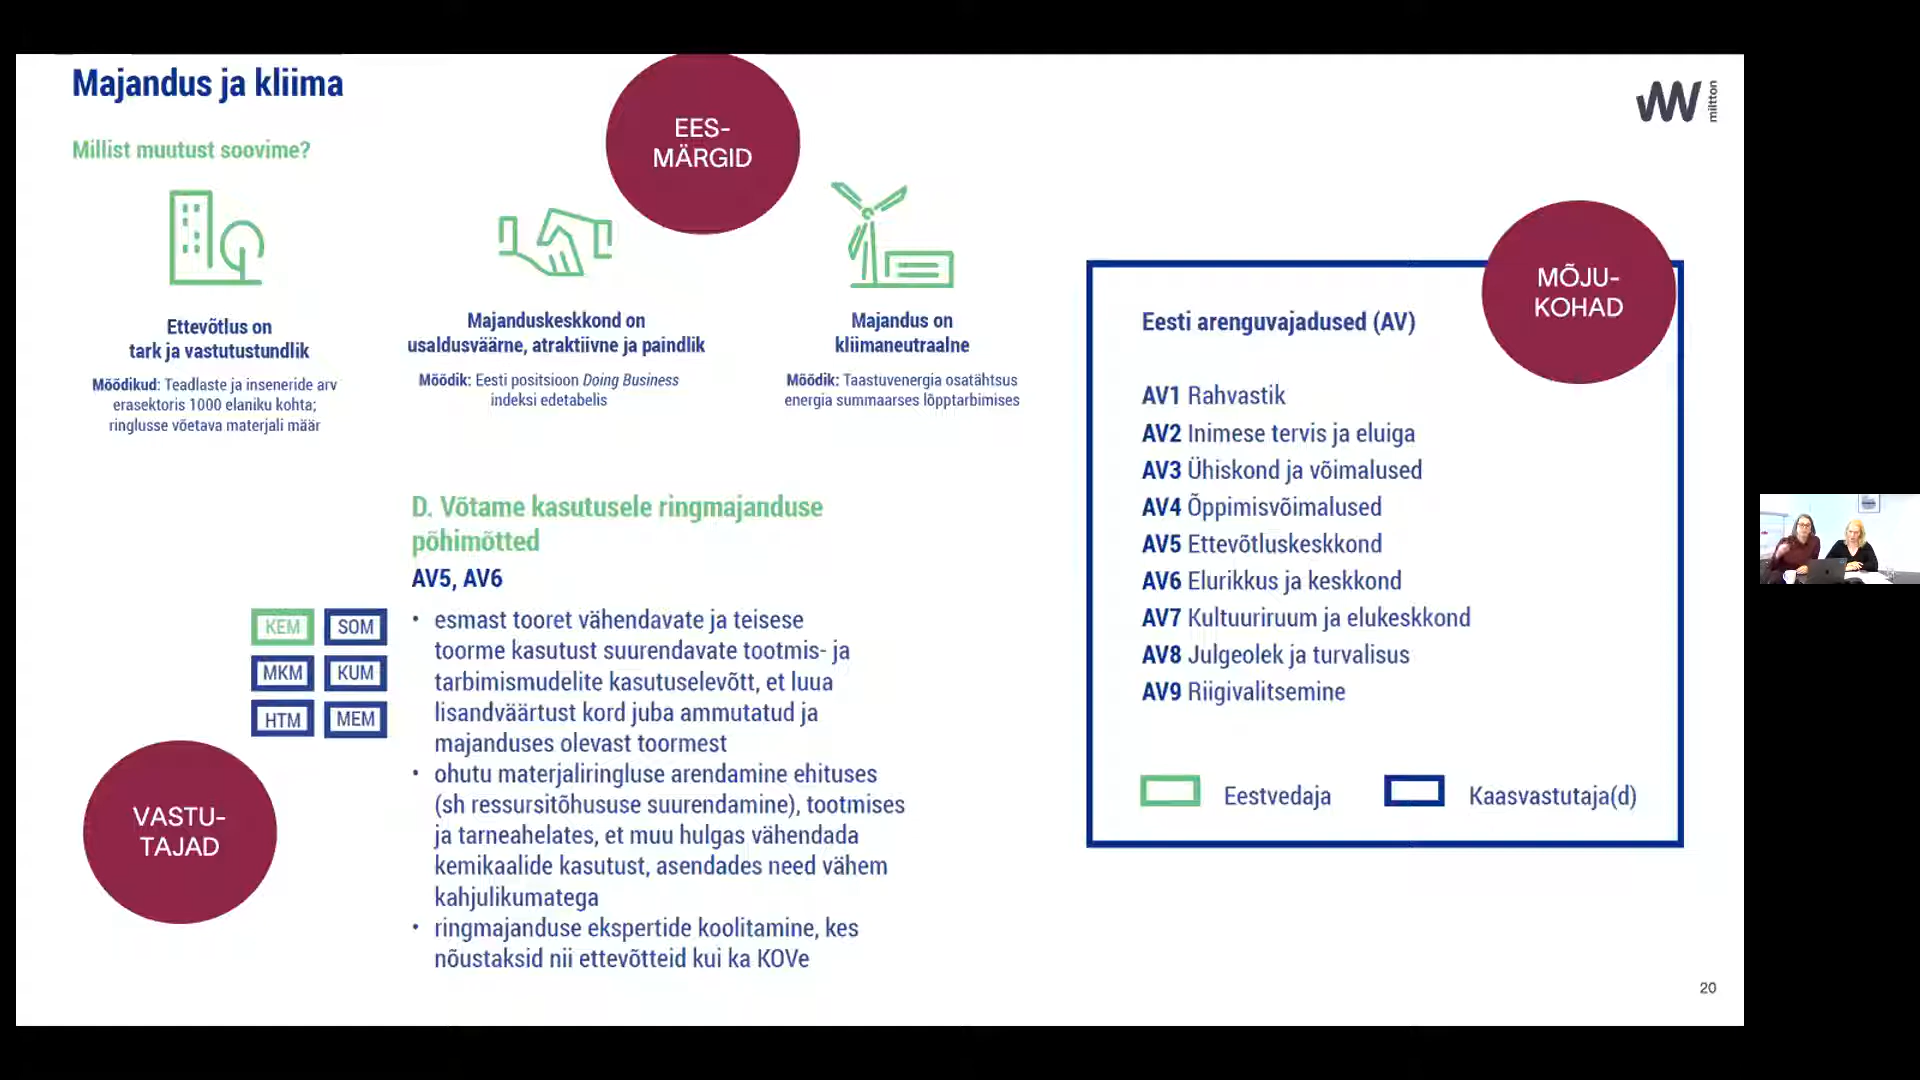 Majandus ja kliima
miltton
EES-
MÄRGID
Millist muutust soovime?
Ettevõtlus on
tark ja vastutustundlik
Möödikud: Teadlaste ja inseneride arv
erasektoris 1000 elaniku kohta;
ringlusse võetava materjali määr
Majanduskeskkond on
usaldusväärne, atraktiivne ja paindlik
Möödik: Eesti positsioon Doing Business
indeksi edetabelis
Majandus on
kliimaneutraalne
Möödik: Taastuvenergia osatähtsus
energia summaarses lõpptarbimises
D. Võtame kasutusele ringmajanduse
põhimõtted
AV5, AV6
KEM SOM
MKM KUM
HTM MEM
• esmast tooret vähendavate ja teisese
toorme kasutust suurendavate tootmis- ja
tarbimismudelite kasutuselevõtt, et luua
lisandväärtust kord juba ammutatud ja
majanduses olevast toormest
• ohutu materjaliringluse arendamine ehituses
(sh ressursitõhususe suurendamine), tootmises
ja tarneahelates, et muu hulgas vähendada
kemikaalide kasutust, asendades need vähem
kahjulikumatega
• ringmajanduse ekspertide koolitamine, kes
nõustaksid nii ettevõtteid kui ka KOVe
VASTU-
TAJAD
MÕJU-
KOHAD
Eesti arenguvajadused (AV)
AV1 Rahvastik
AV2 Inimese tervis ja eluiga
AV3 Ühiskond ja võimalused
AV4 Õppimisvõimalused
AV5 Ettevõtluskeskkond
AV6 Elurikkus ja keskkond
AV7 Kultuuriruum ja elukeskkond
AV8 Julgeolek ja turvalisus
AV9 Riigivalitsemine
Eestvedaja Kaasvastutaja(d)
20